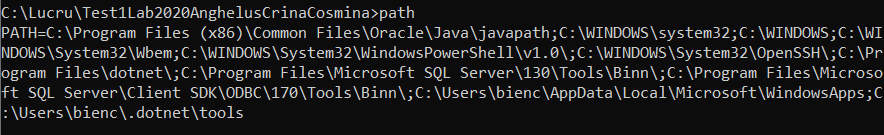 C:\Lucru\Test1Lab2020AnghelusCrinaCosmina>path
PATH=C:\Program Files (x86)\Common Files\Oracle\Java\javapath;C:\WINDOWS\system32;C:\WINDOWS;C:\WI
NDOWS\System32\Wbem;C:\WINDOWS\System32\WindowsPowerShell\v1.0\;C:\WINDOWS\System32\OpenSSH\;C:\Pr
ogram Files\dotnet\;C:\Program Files\Microsoft SQL Server\130\Tools\Binn\;C:\Program Files\Microso
ft SQL Server\Client SDK\ODBC\170\Tools\Binn\;C:\Users\bienc\AppData\Local\Microsoft\WindowsApps;C
:\Users\bienc\.dotnet\tools